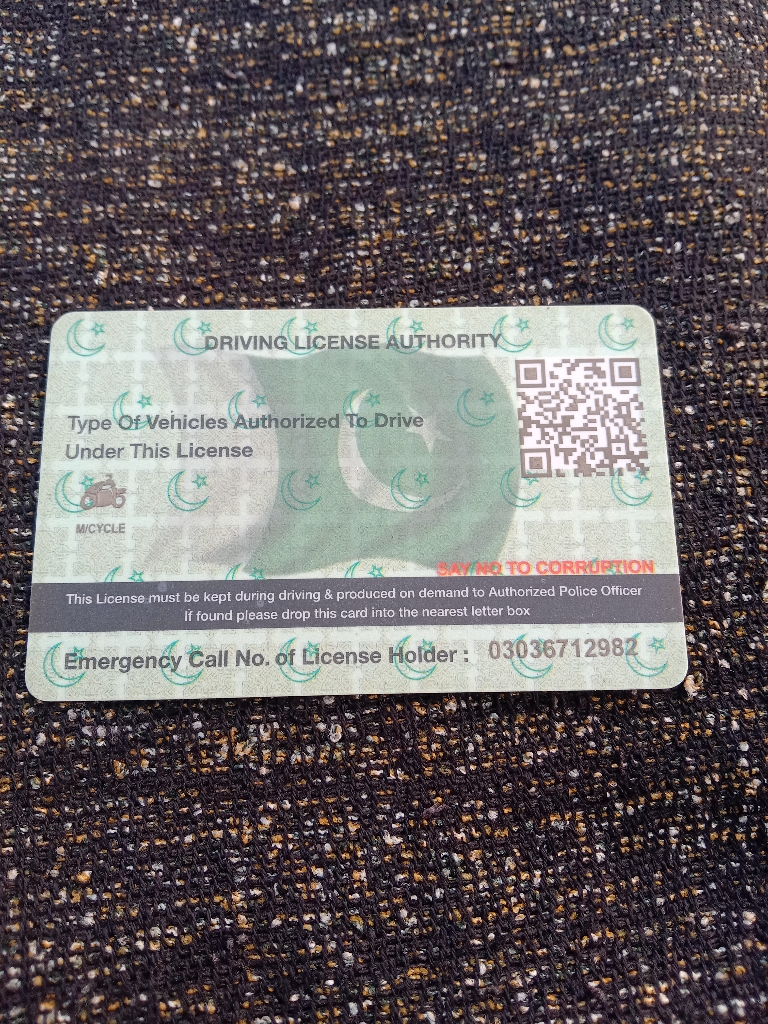 DRIVING LICENSE AUTHORITY
Type Of Vehicles Authorized To Drive
Under This License
M/CYCLE
SAY NO TO CORRUPTION
This License must be kept during driving & produced on demand to Authorized Police Officer
If found please drop this card into the nearest letter box
Emergency Call No. of License Holder : 03036712982